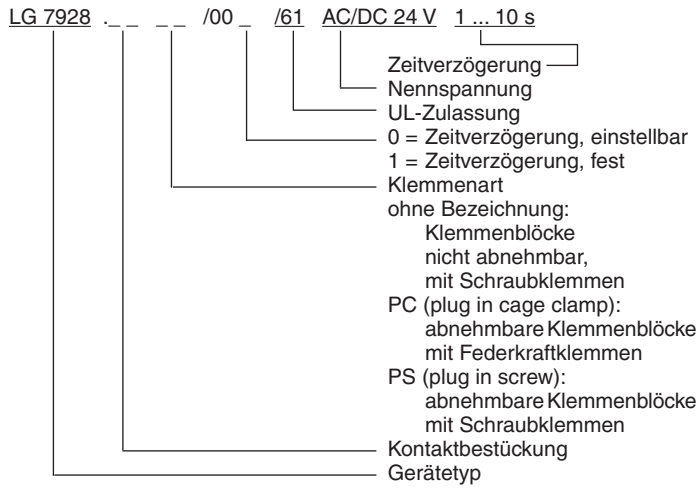 LG 7928 ._ _ _ _ /00 _ /61 AC/DC 24 V 1 ... 10 s
Zeitverzögerung
Nennspannung
UL-Zulassung
0 = Zeitverzögerung, einstellbar
1 = Zeitverzögerung, fest
Klemmenart
ohne Bezeichnung:
Klemmenblöcke
nicht abnehmbar,
mit Schraubklemmen
PC (plug in cage clamp):
abnehmbare Klemmenblöcke
mit Federkraftklemmen
PS (plug in screw):
abnehmbare Klemmenblöcke
mit Schraubklemmen
Kontaktbestückung
Gerätetyp